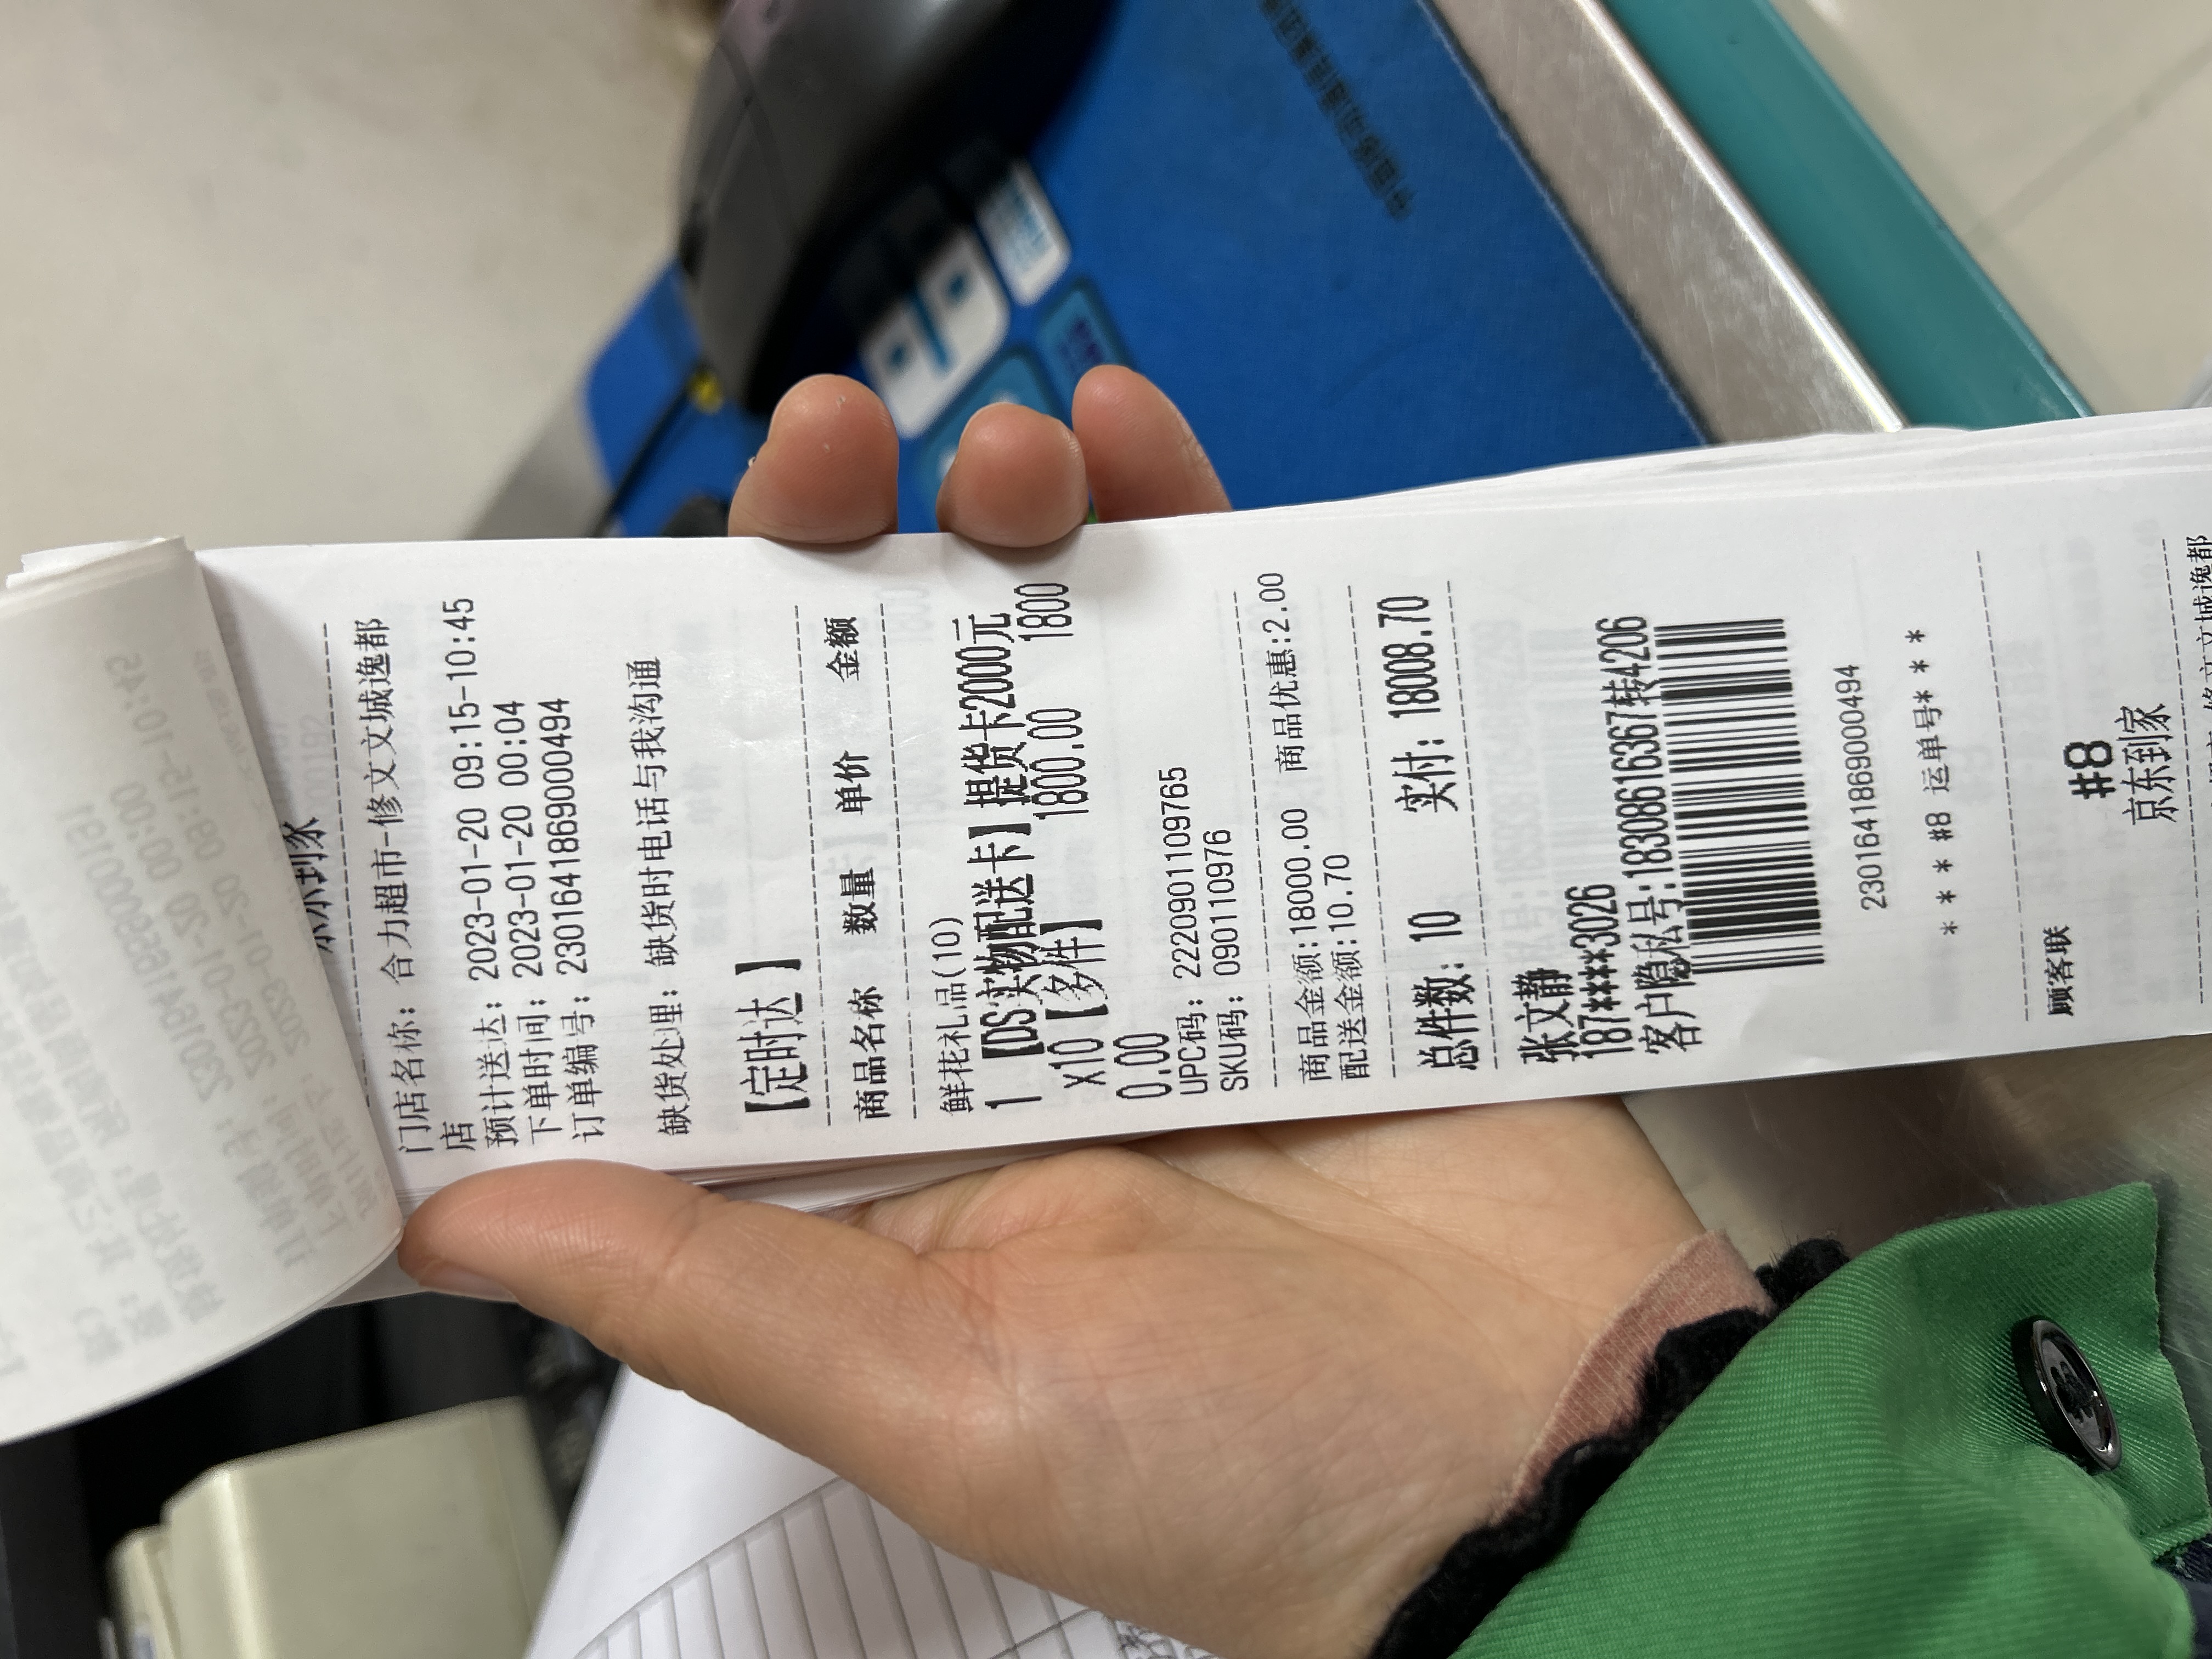 京东到家
门店名称: 合力超市-修文文城逸都
店
预计送达: 2023-01-20 09:15-10:45
下单时间: 2023-01-20 00:04
订单编号: 2301641869000494
缺货处理: 缺货时电话与我沟通
【定时达 】
商品名称 数量 单价 金额
鲜花礼品(10)
1 【DS实物配送卡】提货卡2000元
x10【多件】 1800.00 1800
0.00
UPC码: 2220901109765
SKU码: 090110976
商品金额:18000.00 商品优惠:2.00
配送金额:10.70
总件数: 10 实付: 18008.70
张文静
187****3026
客户隐私号:18308616367转4206
2301641869000494
* * * #8 运单号* * *
顾客联
#8
京东到家